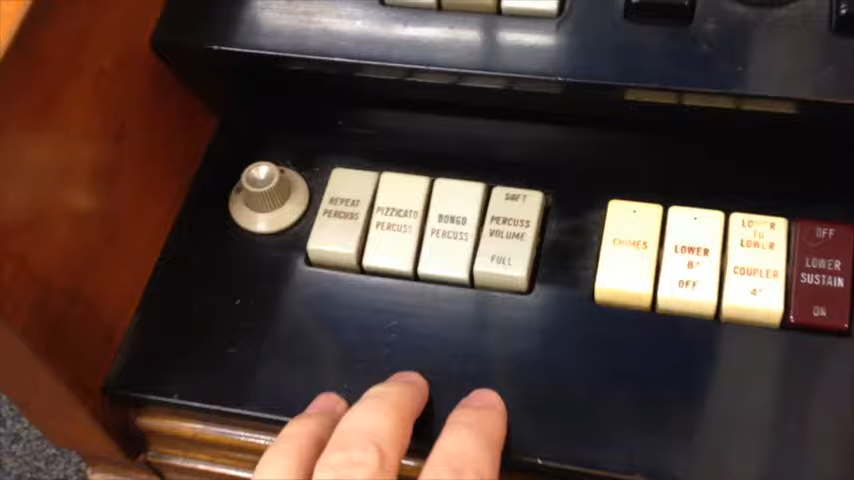 REPEAT
PERCUSS
PIZZICATO
PERCUSS
BONGO
PERCUSS
SOFT
PERCUSS
VOLUME
FULL
CHIMES
LOWER
8'
OFF
LOWER
TO
LOWER
COUPLER
4'
OFF
LOWER
SUSTAIN
ON